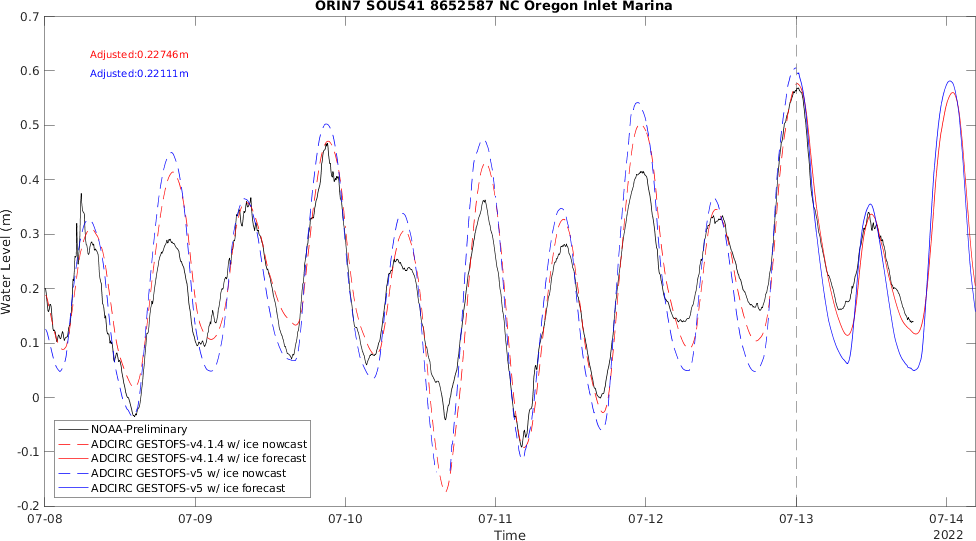 ORIN7 SOUS41 8652587 NC Oregon Inlet Marina
0.7
0.6
0.5
0.4
0.3
0.2
0.1
0
-0.1
-0.2
Water Level (m)
Adjusted:0.22746m
Adjusted:0.22111m
NOAA-Preliminary
ADCIRC GESTOFS-v4.1.4 w/ ice nowcast
ADCIRC GESTOFS-v4.1.4 w/ ice forecast
ADCIRC GESTOFS-v5 w/ ice nowcast
ADCIRC GESTOFS-v5 w/ ice forecast
07-08 07-09 07-10 07-11 07-12 07-13 07-14
Time
2022